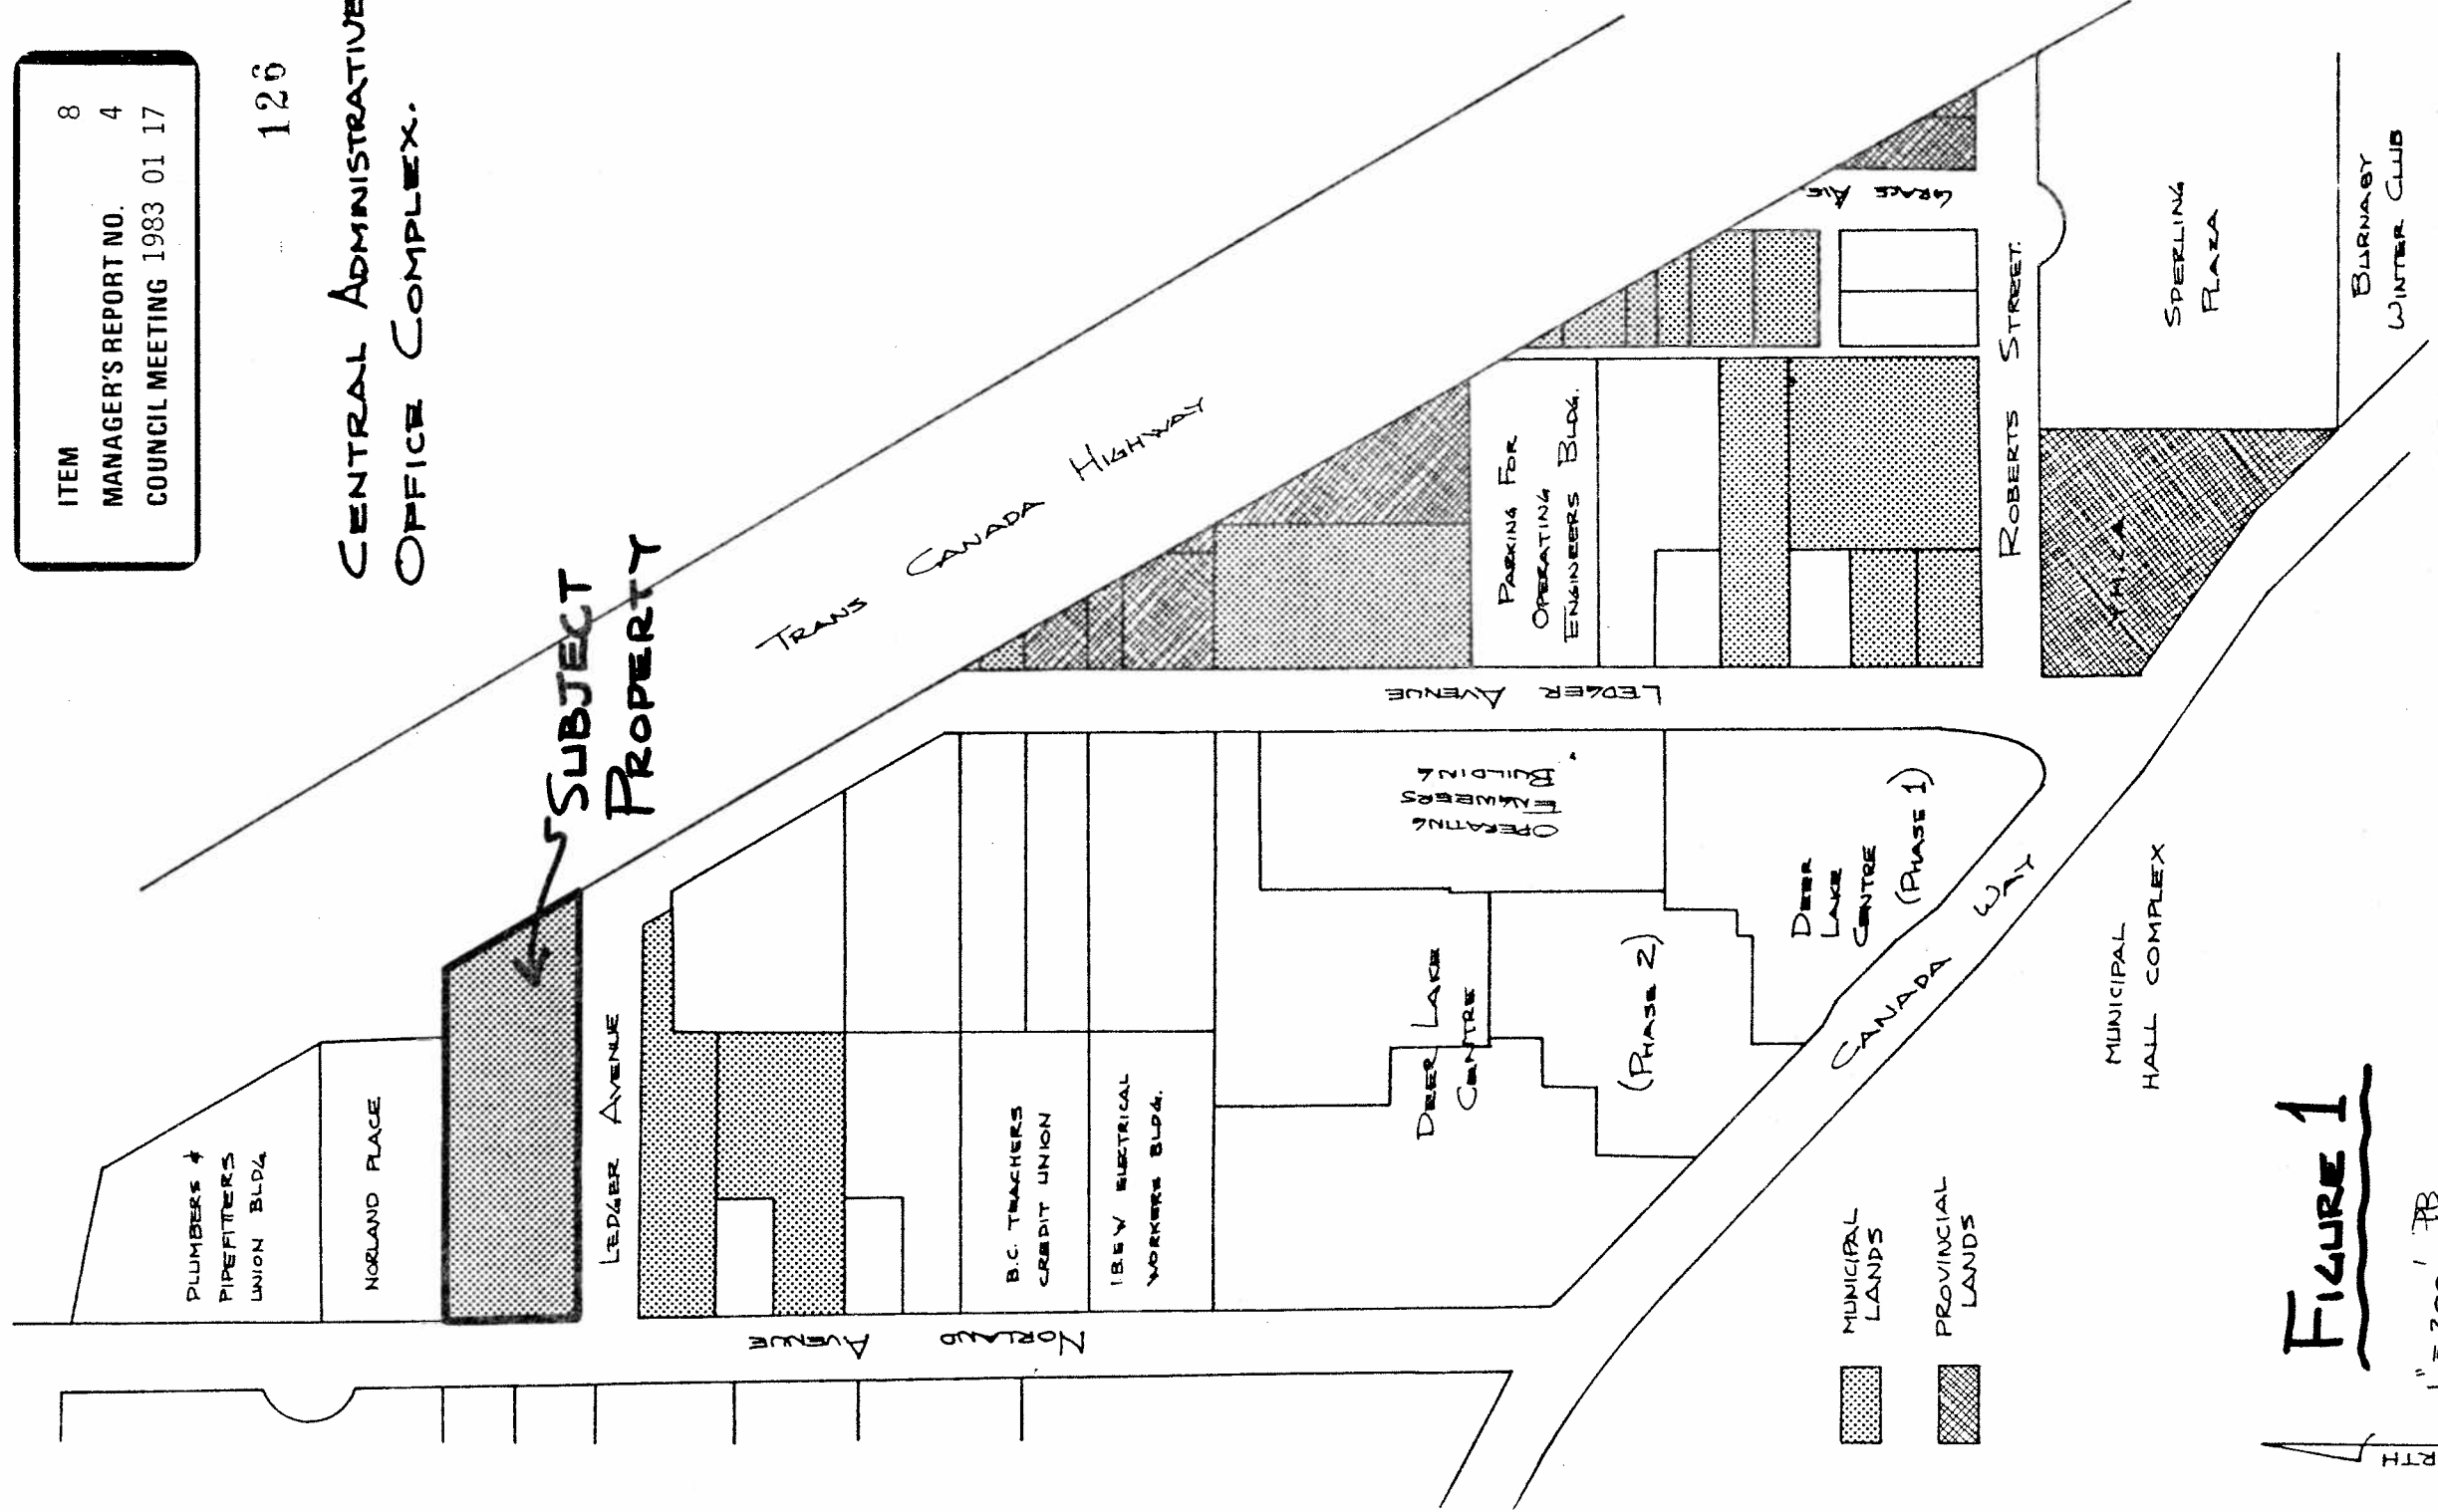 ITEM 8
MANAGER'S REPORT NO. 4
COUNCIL MEETING 1983 01 17
126
CENTRAL ADMINISTRATIVE
OFFICE COMPLEX.
SUBJECT
PROPERTY
TRANS CANADA HIGHWAY
PLUMBERS &
PIPEFITTERS
UNION BLDG
NORLAND PLACE
LEDGER AVENUE
B.C. TEACHERS
CREDIT UNION
I.B.E.W ELECTRICAL
WORKERS BLDG.
NORLAND AVENUE
LEDGER AVENUE
OPERATING
ENGINEERS
BUILDING
DEER LAKE
CENTRE
(PHASE 2)
DEER
LAKE
CENTRE
(PHASE 1)
PARKING FOR
OPERATING
ENGINEERS BLDG.
GRACE AVE
ROBERTS STREET.
SPERLING
PLAZA
BURNABY
WINTER CLUB
Y.M.C.A
CANADA WAY
MUNICIPAL
HALL COMPLEX
MUNICIPAL
LANDS
PROVINCIAL
LANDS
FIGURE 1
PB